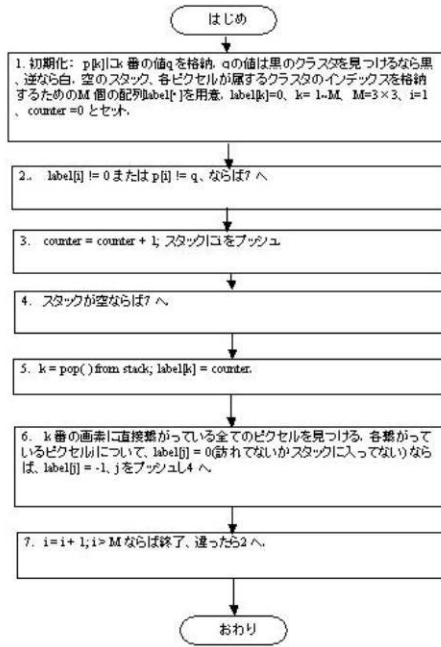 はじめ
1. 初期化: p[k]にk 番の値qを格納. qの値は黒のクラスタを見つけるなら黒
, 逆なら白. 空のスタック、各ピクセルが属するクラスタのインデックスを格納
するためのM 個の配列label[・]を用意. label[k]=0、k= 1~M、M=3×3、i=1
、counter =0 とセット.
2.. label[i] != 0 または p[i] != q、ならば7 へ
3. counter = counter + 1; スタックにiをプッシュ
4. スタックが空ならば7 へ.
5. k = pop( ) from stack; label[k] = counter.
6. k 番の画素に直接繋がっている全てのピクセルを見つける. 各繋がって
いるピクセルjについて、label[j] = 0(訪れてないかスタックに入ってない) なら
ば、label[j] = -1、jをプッシュし4 へ.
7. i = i + 1; i > M ならば終了、違ったら2 へ.
おわり